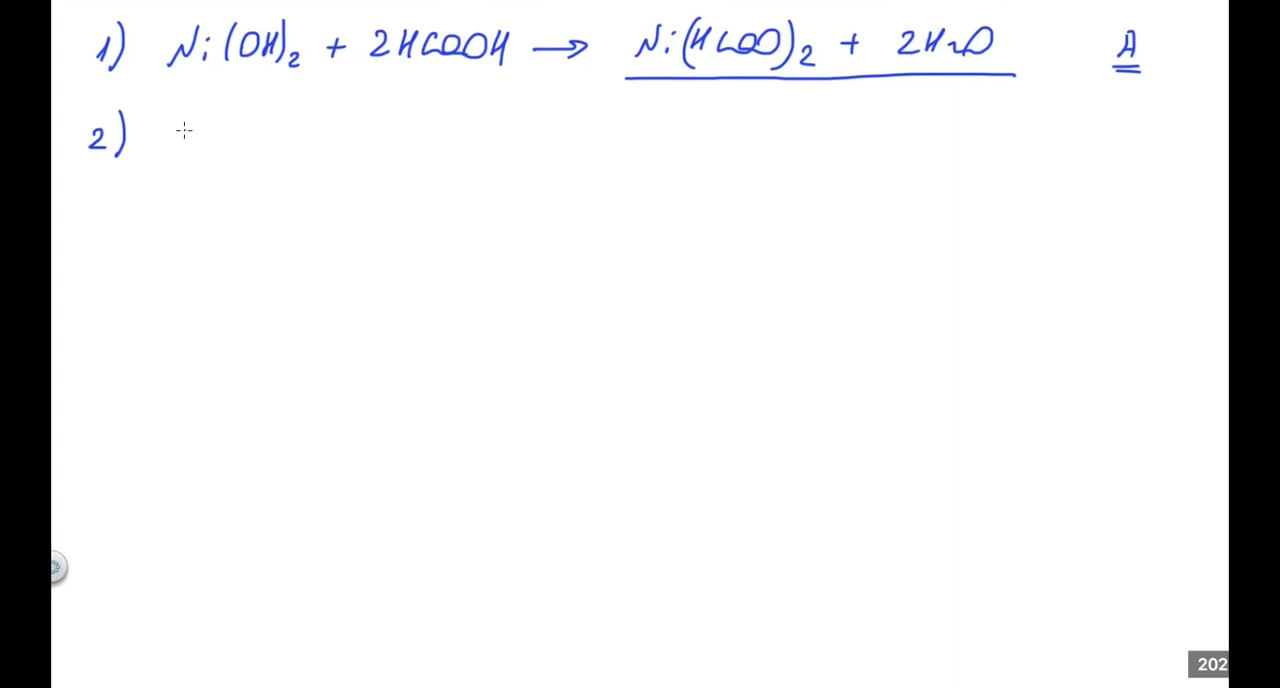 1) Ni(OH)₂ + 2HCOOH → Ni(HCOO)₂ + 2H₂O A
2)
202